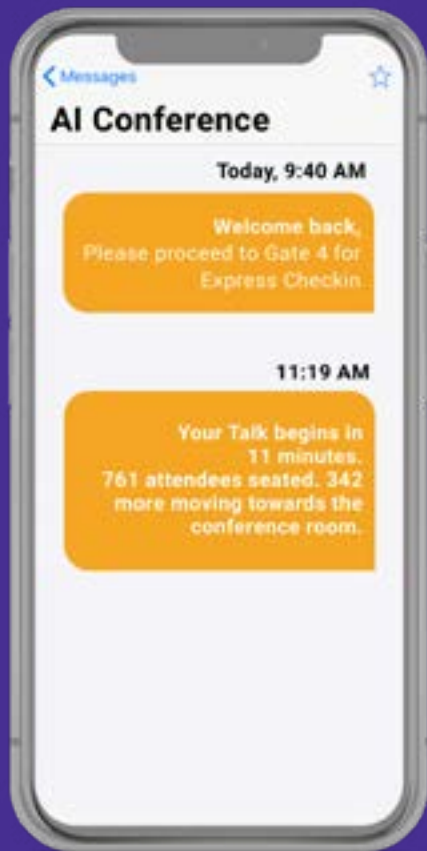 Messages
AI Conference
Today, 9:40 AM
Welcome back,
Please proceed to Gate 4 for
Express Checkin
11:19 AM
Your Talk begins in
11 minutes.
761 attendees seated. 342
more moving towards the
conference room.